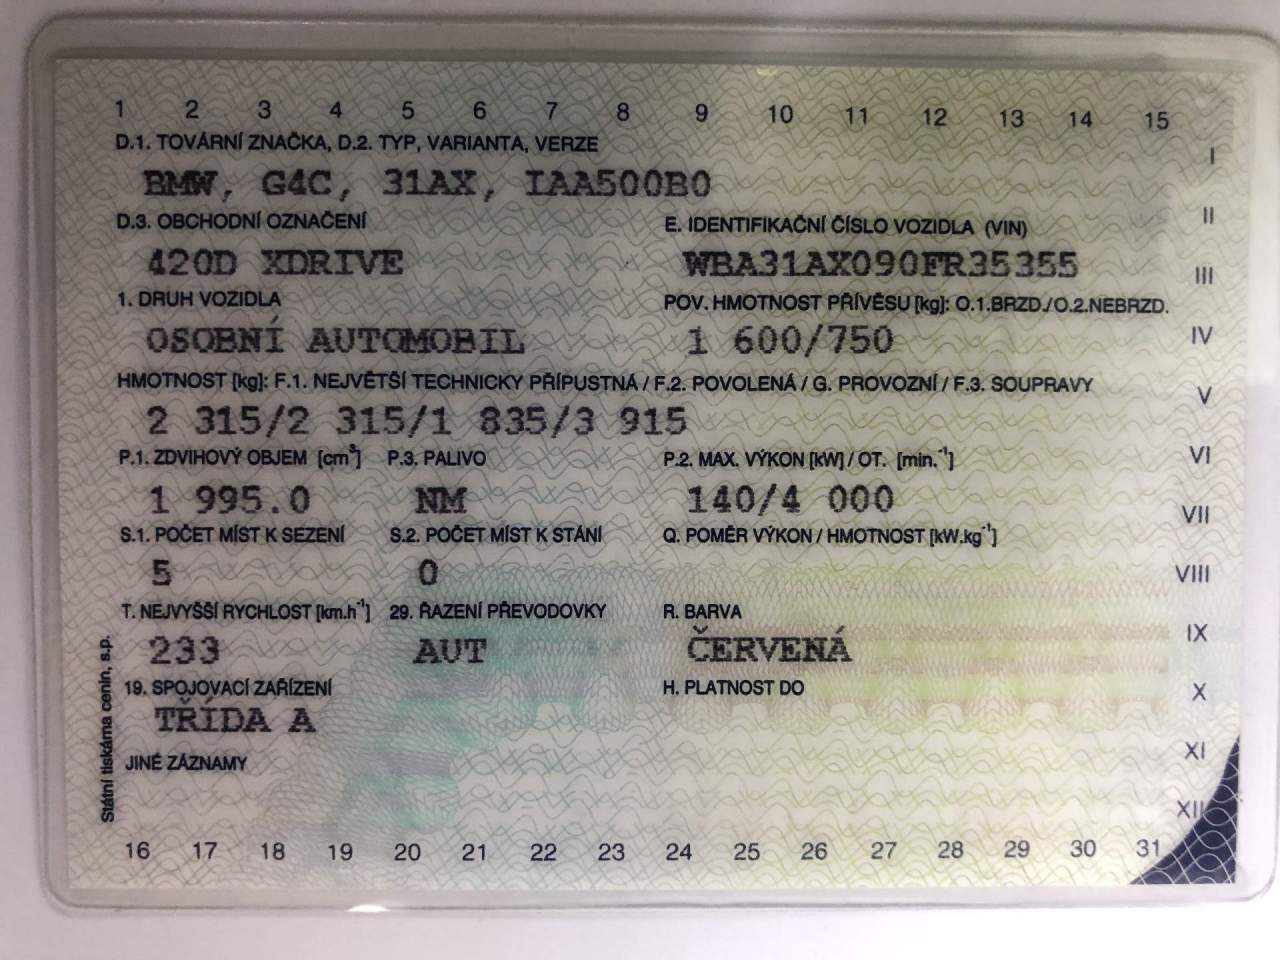 1 2 3 4 5 6 7 8 9 10 11 12 13 14 15
D.1. TOVÁRNÍ ZNAČKA, D.2. TYP, VARIANTA, VERZE
I
BMW, G4C, 31AX, IAA500B0
D.3. OBCHODNÍ OZNAČENÍ E. IDENTIFIKAČNÍ ČÍSLO VOZIDLA (VIN)
II
420D XDRIVE WBA31AX090FR35355
III
1. DRUH VOZIDLA POV. HMOTNOST PŘÍVĚSU [kg]: O.1.BRZD./O.2.NEBRZD.
OSOBNÍ AUTOMOBIL 1 600/750
IV
HMOTNOST [kg]: F.1. NEJVĚTŠÍ TECHNICKY PŘÍPUSTNÁ / F.2. POVOLENÁ / G. PROVOZNÍ / F.3. SOUPRAVY
V
2 315/2 315/1 835/3 915
P.1. ZDVIHOVÝ OBJEM [cm³] P.3. PALIVO P.2. MAX. VÝKON [kW] / OT. [min.⁻¹]
VI
1 995.0 NM 140/4 000
VII
S.1. POČET MÍST K SEZENÍ S.2. POČET MÍST K STÁNÍ Q. POMĚR VÝKON / HMOTNOST [kW.kg⁻¹]
5 0
VIII
T. NEJVYŠŠÍ RYCHLOST [km.h⁻¹] 29. ŘAZENÍ PŘEVODOVKY R. BARVA
IX
233 AUT ČERVENÁ
19. SPOJOVACÍ ZAŘÍZENÍ H. PLATNOST DO
X
TŘÍDA A
XI
JINÉ ZÁZNAMY
XII
16 17 18 19 20 21 22 23 24 25 26 27 28 29 30 31
Státní tiskárna cenin, s.p.